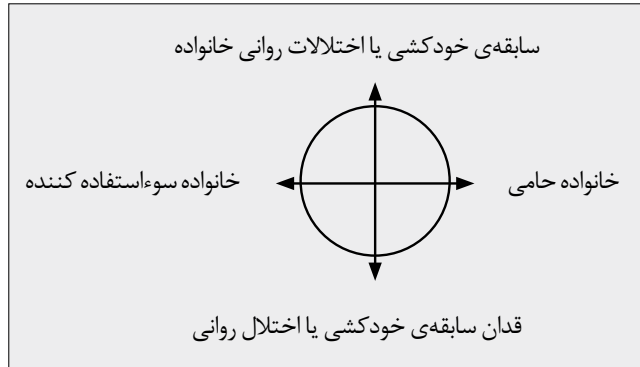 سابقه‌ی خودکشی یا اختلالات روانی خانواده
خانواده حامی
خانواده سوءاستفاده کننده
قدان سابقه‌ی خودکشی یا اختلال روانی